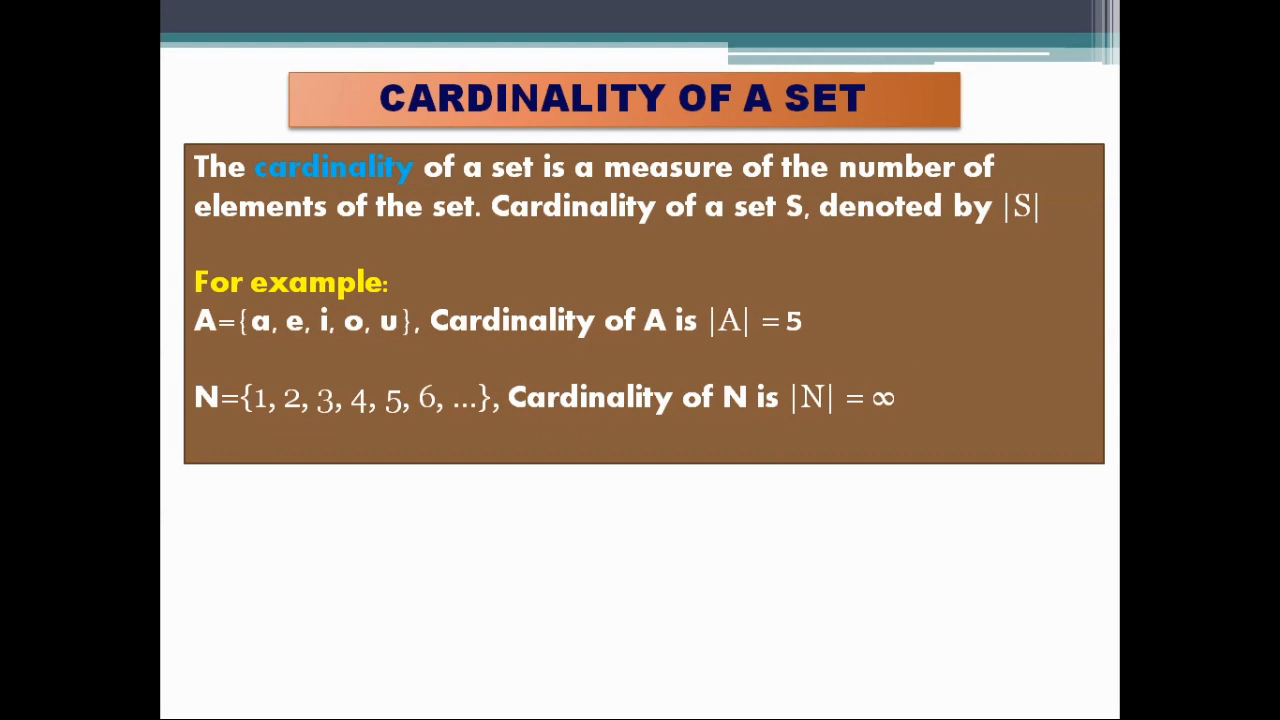 CARDINALITY OF A SET
The cardinality of a set is a measure of the number of
elements of the set. Cardinality of a set S, denoted by |S|
For example:
A={a, e, i, o, u}, Cardinality of A is |A| = 5
N={1, 2, 3, 4, 5, 6, ...}, Cardinality of N is |N| = ∞